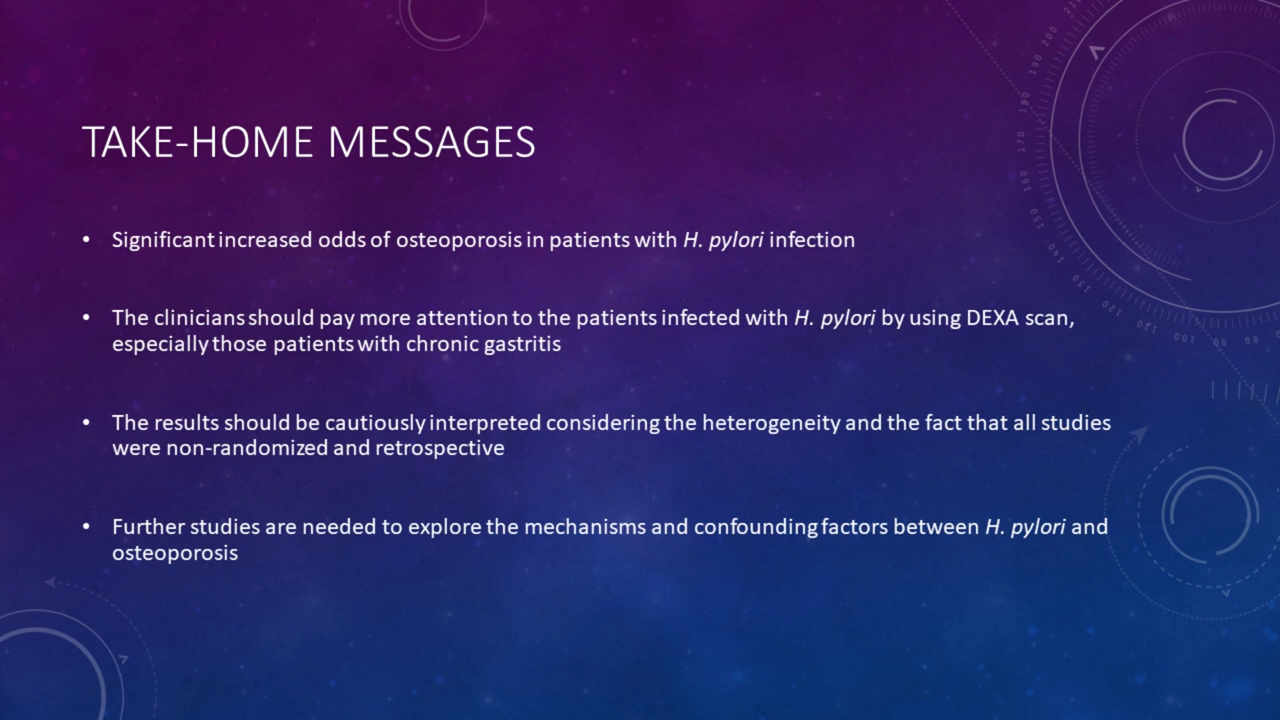 TAKE-HOME MESSAGES
• Significant increased odds of osteoporosis in patients with H. pylori infection
• The clinicians should pay more attention to the patients infected with H. pylori by using DEXA scan,
especially those patients with chronic gastritis
• The results should be cautiously interpreted considering the heterogeneity and the fact that all studies
were non-randomized and retrospective
• Further studies are needed to explore the mechanisms and confounding factors between H. pylori and
osteoporosis